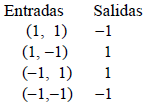 Entradas Salidas
(1, 1) −1
(1, −1) 1
(−1, 1) 1
(−1,−1) −1